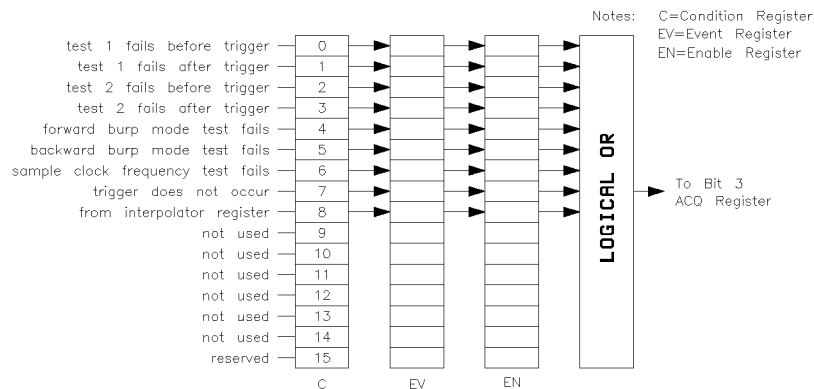 Notes: C=Condition Register
EV=Event Register
EN=Enable Register
test 1 fails before trigger 0
test 1 fails after trigger 1
test 2 fails before trigger 2
test 2 fails after trigger 3
forward burp mode test fails 4
backward burp mode test fails 5
sample clock frequency test fails 6
trigger does not occur 7
from interpolator register 8
not used 9
not used 10
not used 11
not used 12
not used 13
not used 14
reserved 15
C EV EN
LOGICAL OR
To Bit 3
ACQ Register